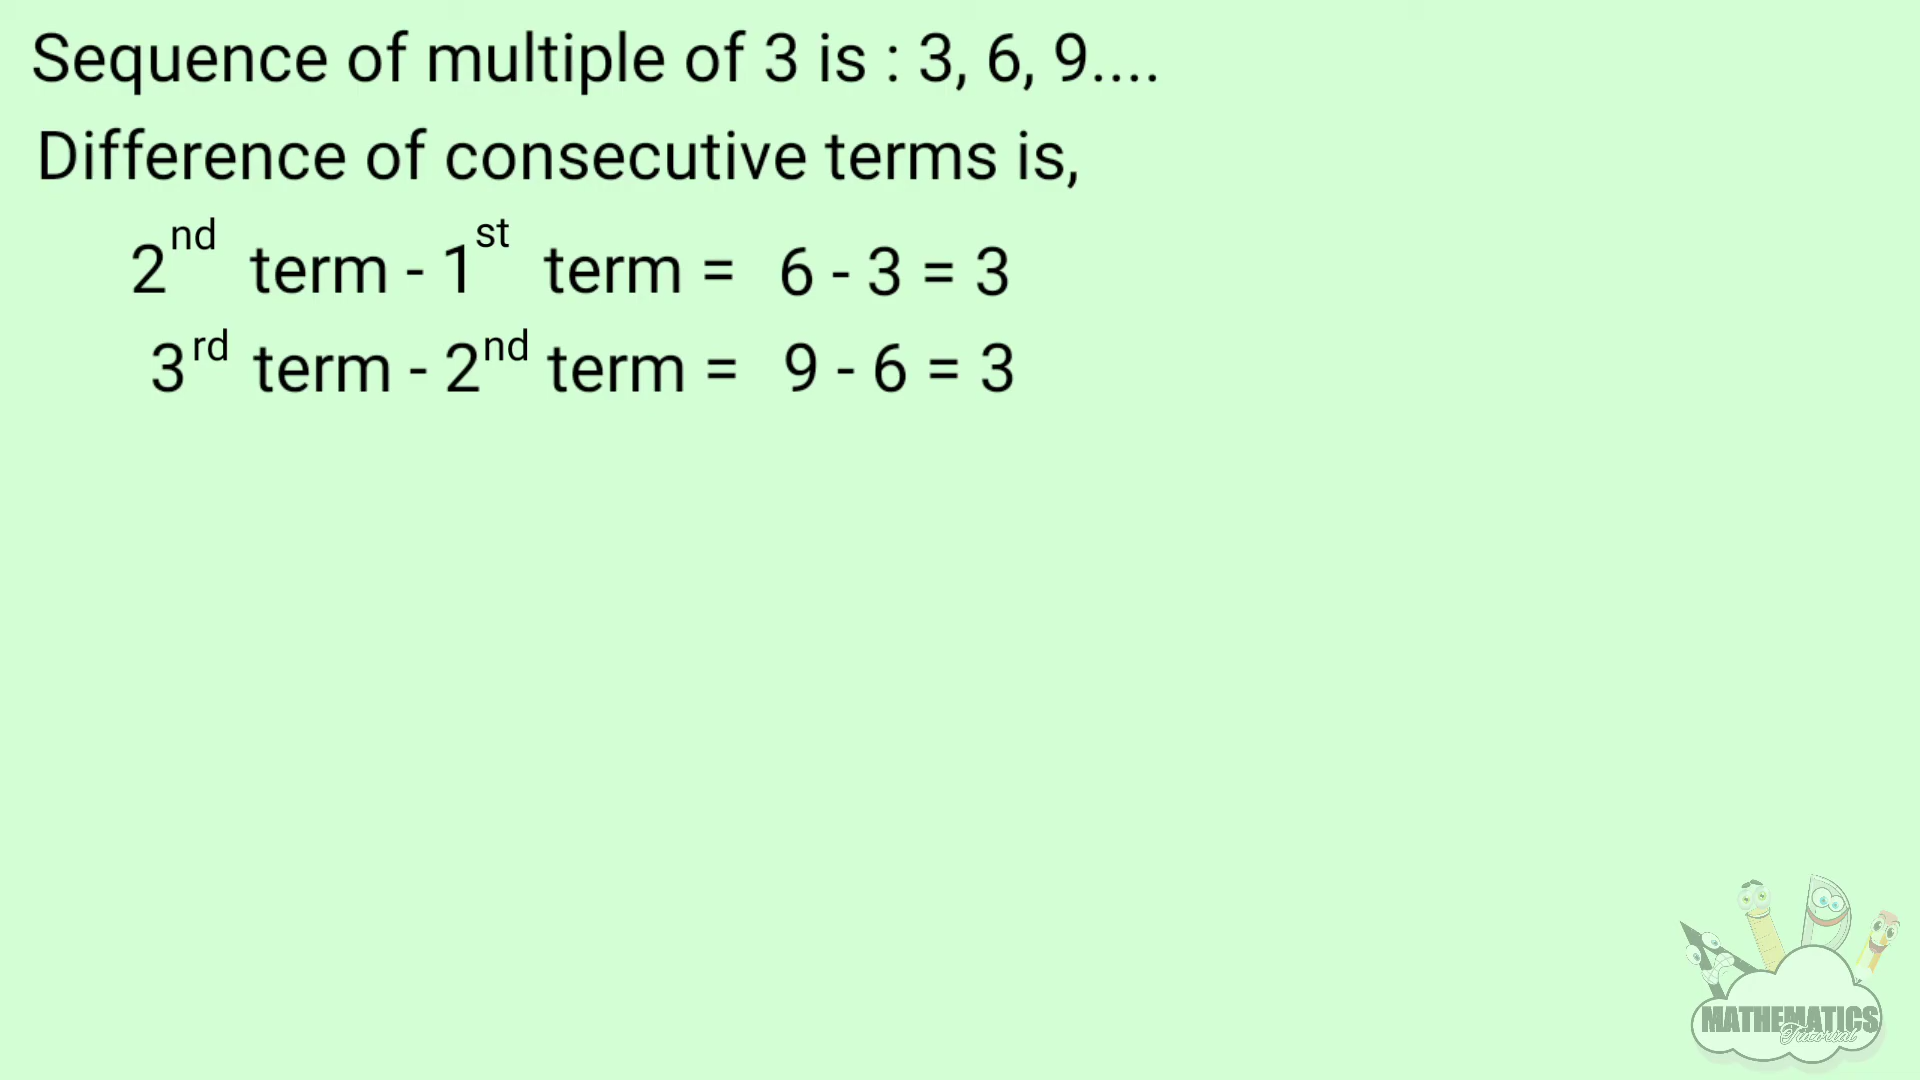 Sequence of multiple of 3 is : 3, 6, 9....
Difference of consecutive terms is,
2nd term - 1st term = 6 - 3 = 3
3rd term - 2nd term = 9 - 6 = 3
MATHEMATICS
Tutorial